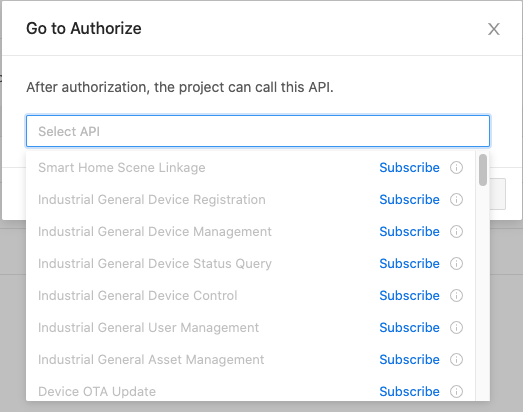 Go to Authorize
After authorization, the project can call this API.
Select API
Smart Home Scene Linkage Subscribe
Industrial General Device Registration Subscribe
Industrial General Device Management Subscribe
Industrial General Device Status Query Subscribe
Industrial General Device Control Subscribe
Industrial General User Management Subscribe
Industrial General Asset Management Subscribe
Device OTA Update Subscribe